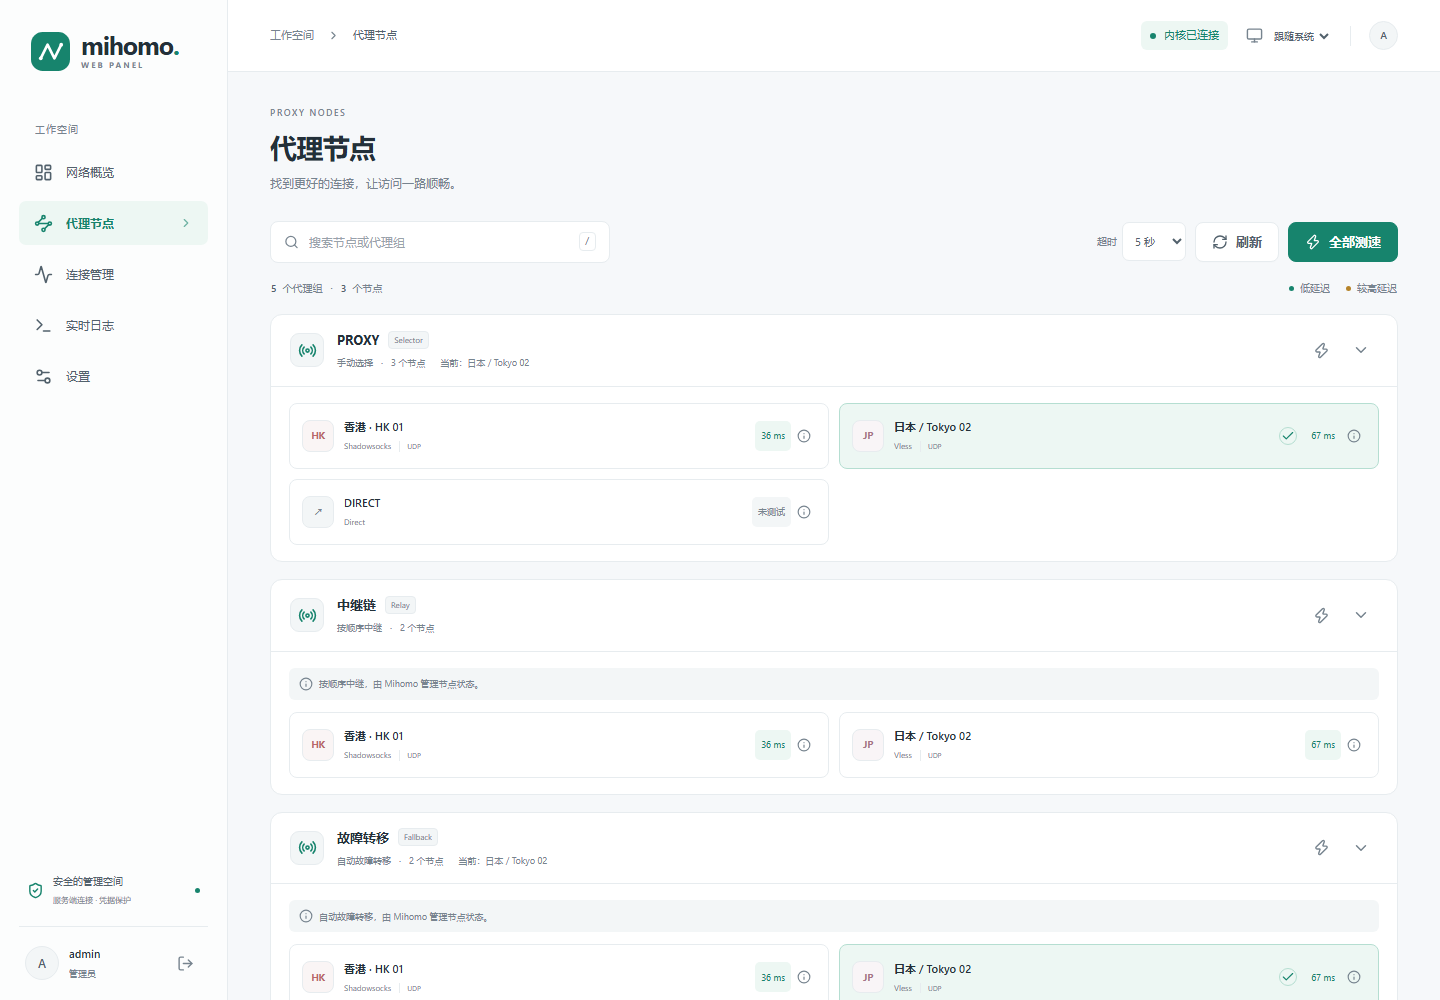 mihomo.
WEB PANEL
工作空间
网络概览
代理节点
连接管理
实时日志
设置
安全的管理空间
服务端连接 · 凭据保护
A
admin
管理员
工作空间 > 代理节点
内核已连接
跟随系统
A
PROXY NODES
代理节点
找到更好的连接，让访问一路顺畅。
搜索节点或代理组
/
超时
5 秒
刷新
全部测速
5 个代理组 · 3 个节点
低延迟
较高延迟
PROXY
Selector
手动选择 · 3 个节点 当前：日本 / Tokyo 02
HK
香港 · HK 01
Shadowsocks
UDP
36 ms
JP
日本 / Tokyo 02
Vless
UDP
67 ms
↗
DIRECT
Direct
未测试
中继链
Relay
按顺序中继 · 2 个节点
按顺序中继，由 Mihomo 管理节点状态。
HK
香港 · HK 01
Shadowsocks
UDP
36 ms
JP
日本 / Tokyo 02
Vless
UDP
67 ms
故障转移
Fallback
自动故障转移 · 2 个节点 当前：日本 / Tokyo 02
自动故障转移，由 Mihomo 管理节点状态。
HK
香港 · HK 01
Shadowsocks
UDP
36 ms
JP
日本 / Tokyo 02
Vless
UDP
67 ms